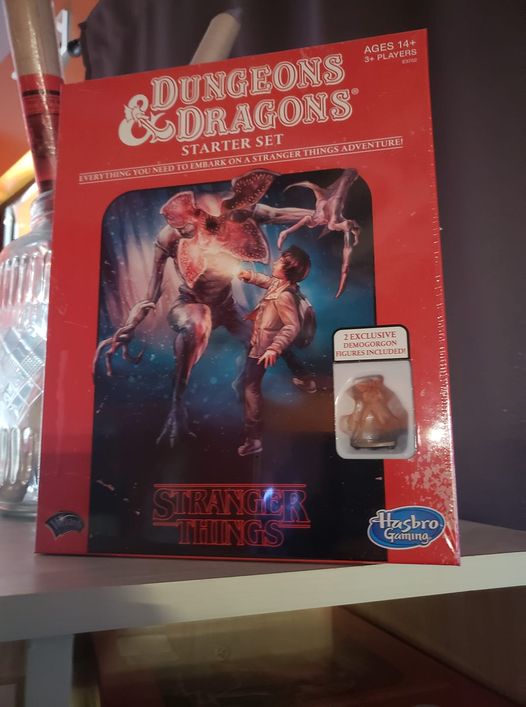 AGES 14+
3+ PLAYERS
DUNGEONS
& DRAGONS®
STARTER SET
EVERYTHING YOU NEED TO EMBARK ON A STRANGER THINGS ADVENTURE!
2 EXCLUSIVE
DEMOGORGON
FIGURES INCLUDED!
STRANGER
THINGS
Hasbro
Gaming